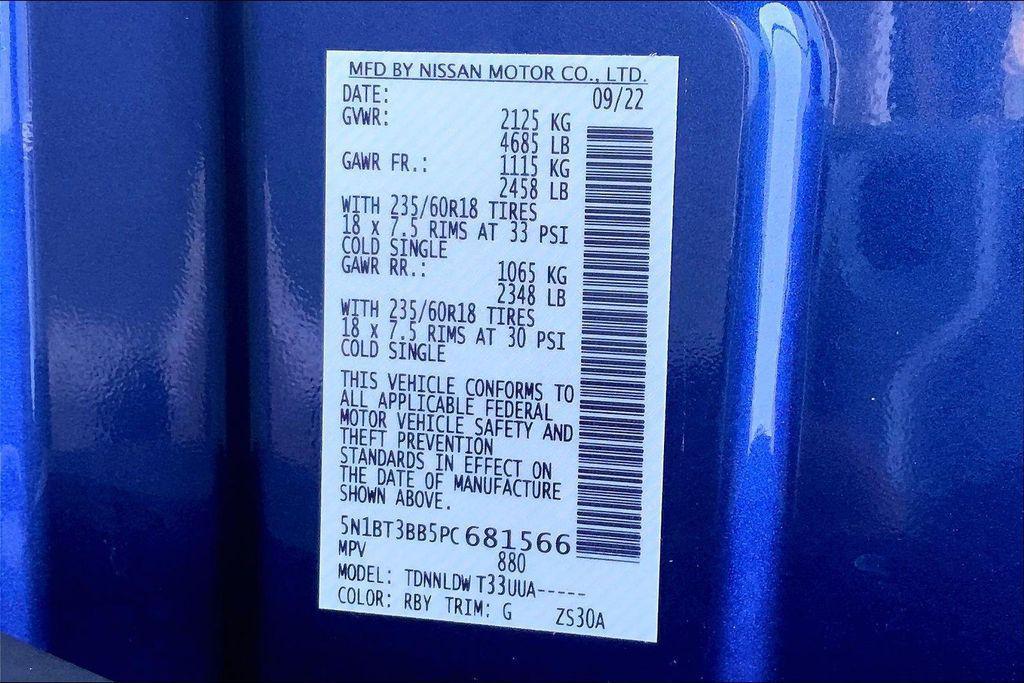 MFD BY NISSAN MOTOR CO., LTD.
DATE: 09/22
GVWR: 2125 KG
4685 LB
GAWR FR.: 1115 KG
2458 LB
WITH 235/60R18 TIRES
18 x 7.5 RIMS AT 33 PSI
COLD SINGLE
GAWR RR.: 1065 KG
2348 LB
WITH 235/60R18 TIRES
18 x 7.5 RIMS AT 30 PSI
COLD SINGLE
THIS VEHICLE CONFORMS TO
ALL APPLICABLE FEDERAL
MOTOR VEHICLE SAFETY AND
THEFT PREVENTION
STANDARDS IN EFFECT ON
THE DATE OF MANUFACTURE
SHOWN ABOVE.
5N1BT3BB5PC681566
MPV 880
MODEL: TDNNLDW T33UUA-----
COLOR: RBY TRIM: G ZS30A